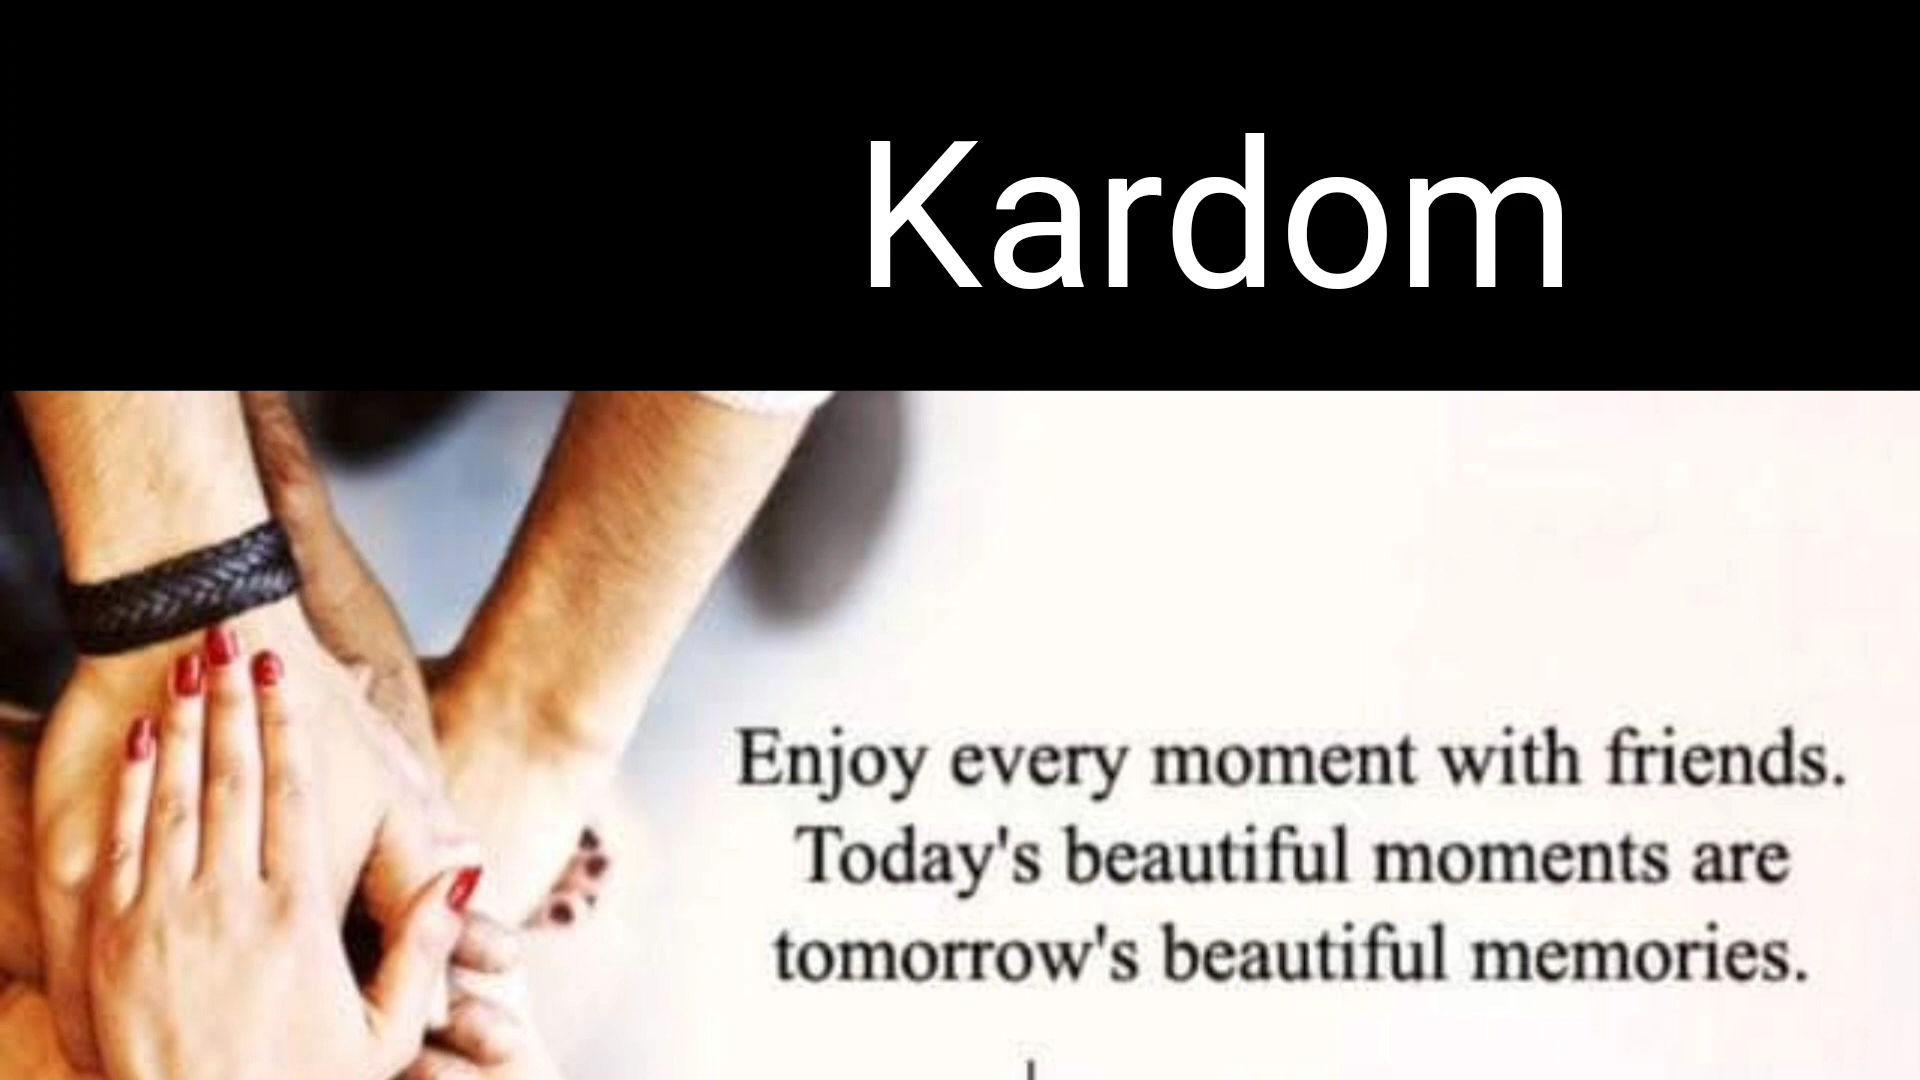 Kardom
Enjoy every moment with friends.
Today's beautiful moments are
tomorrow's beautiful memories.